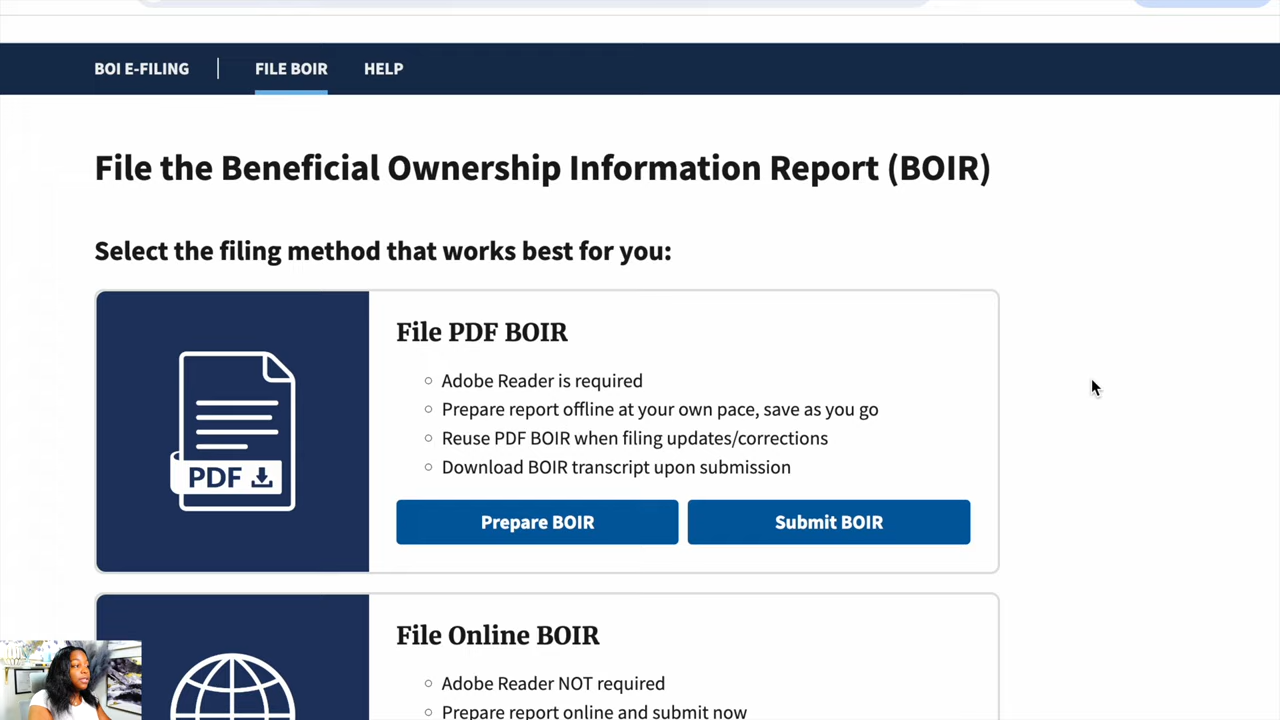 BOI E-FILING
FILE BOIR
HELP
File the Beneficial Ownership Information Report (BOIR)
Select the filing method that works best for you:
File PDF BOIR
Adobe Reader is required
Prepare report offline at your own pace, save as you go
Reuse PDF BOIR when filing updates/corrections
Download BOIR transcript upon submission
PDF
Prepare BOIR
Submit BOIR
File Online BOIR
Adobe Reader NOT required
Prepare report online and submit now